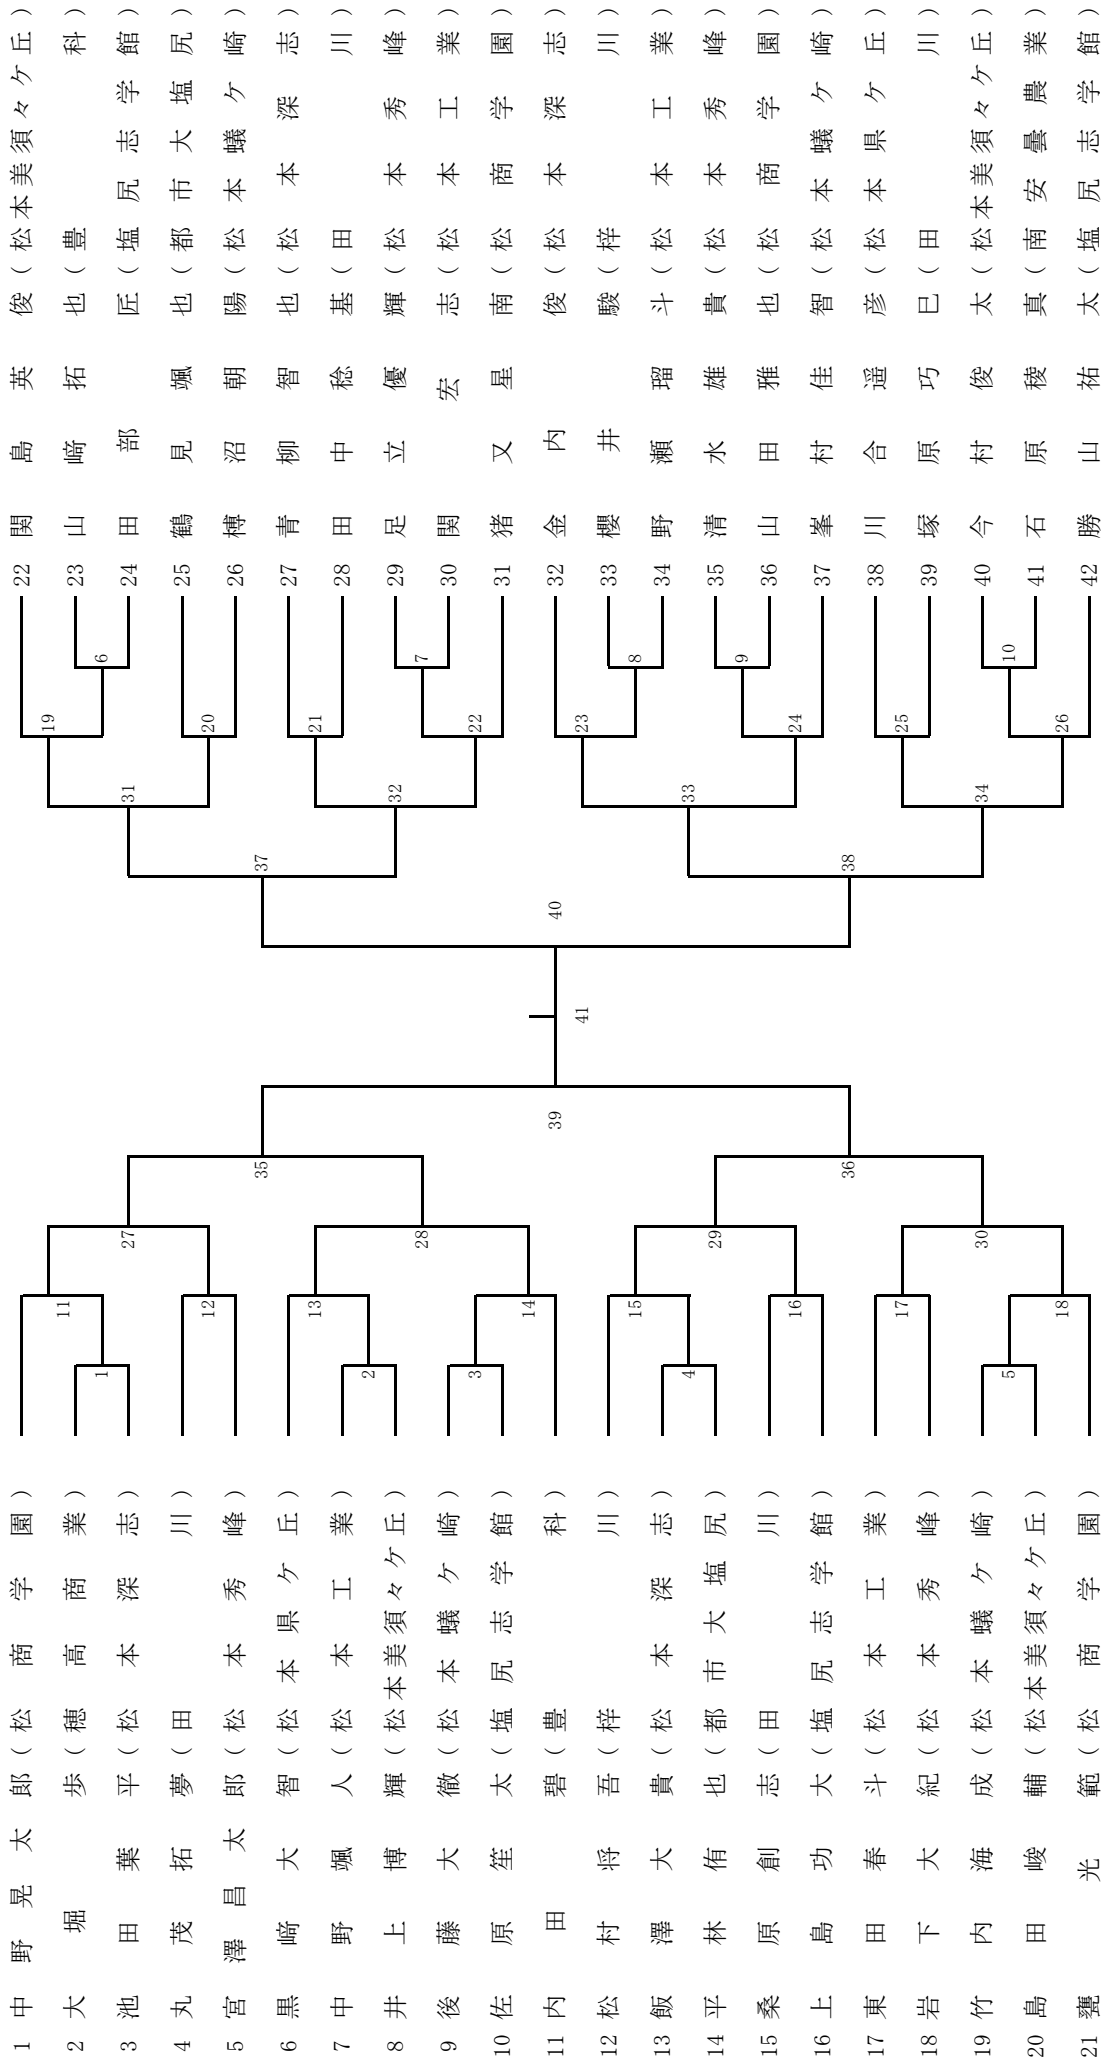 1 中野晃太郎（松商学園）
2 大堀歩（穂高商業）
3 池田葉平（松本深志）
4 丸茂拓夢（田川）
5 宮澤昌太郎（松本秀峰）
6 黒﨑大智（松本県ケ丘）
7 中野颯人（松本工業）
8 井上博輝（松本美須々ケ丘）
9 後藤大徹（松本蟻ケ崎）
10 佐原笙太（塩尻志学館）
11 内田碧（豊科）
12 松村将吾（梓川）
13 飯澤大貴（松本深志）
14 平林侑也（都市大塩尻）
15 桑原創志（田川）
16 上島功大（塩尻志学館）
17 東田春斗（松本工業）
18 岩下大紀（松本秀峰）
19 竹内海成（松本蟻ケ崎）
20 島田峻輔（松本美須々ケ丘）
21 甕光範（松商学園）
1
2
3
4
5
11
12
13
14
15
16
17
18
27
28
29
30
35
36
39
41
40
37
38
31
32
33
34
19
20
21
22
23
24
25
26
6
7
8
9
10
22 関島英俊（松本美須々ケ丘）
23 山﨑拓也（豊科）
24 田部匠（塩尻志学館）
25 鶴見颯也（都市大塩尻）
26 榑沼朝陽（松本蟻ケ崎）
27 青柳智也（松本深志）
28 田中稔基（田川）
29 足立優輝（松本秀峰）
30 関宏志（松本工業）
31 猪又星南（松商学園）
32 金内俊（松本深志）
33 櫻井駿（梓川）
34 野瀬瑠斗（松本工業）
35 清水雄貴（松本秀峰）
36 山田雅也（松商学園）
37 峯村佳智（松本蟻ケ崎）
38 川合遥彦（松本県ケ丘）
39 塚原巧巳（田川）
40 今村俊太（松本美須々ケ丘）
41 石原稜真（南安曇農業）
42 勝山祐太（塩尻志学館）